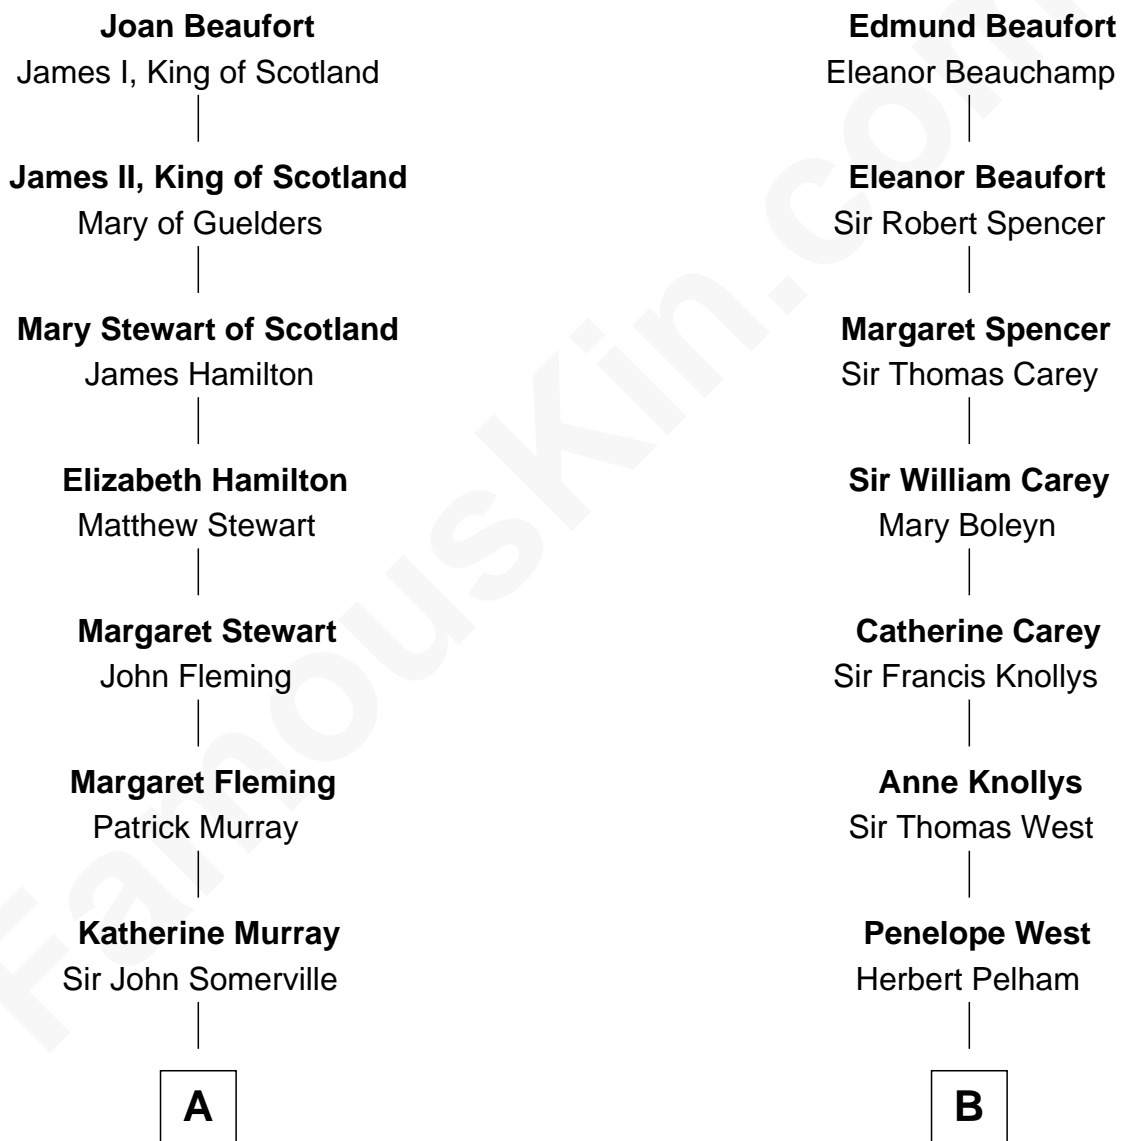 Joan Beaufort
James I, King of Scotland
James II, King of Scotland
Mary of Guelders
Mary Stewart of Scotland
James Hamilton
Elizabeth Hamilton
Matthew Stewart
Margaret Stewart
John Fleming
Margaret Fleming
Patrick Murray
Katherine Murray
Sir John Somerville
A
Edmund Beaufort
Eleanor Beauchamp
Eleanor Beaufort
Sir Robert Spencer
Margaret Spencer
Sir Thomas Carey
Sir William Carey
Mary Boleyn
Catherine Carey
Sir Francis Knollys
Anne Knollys
Sir Thomas West
Penelope West
Herbert Pelham
B
FamousKin.com